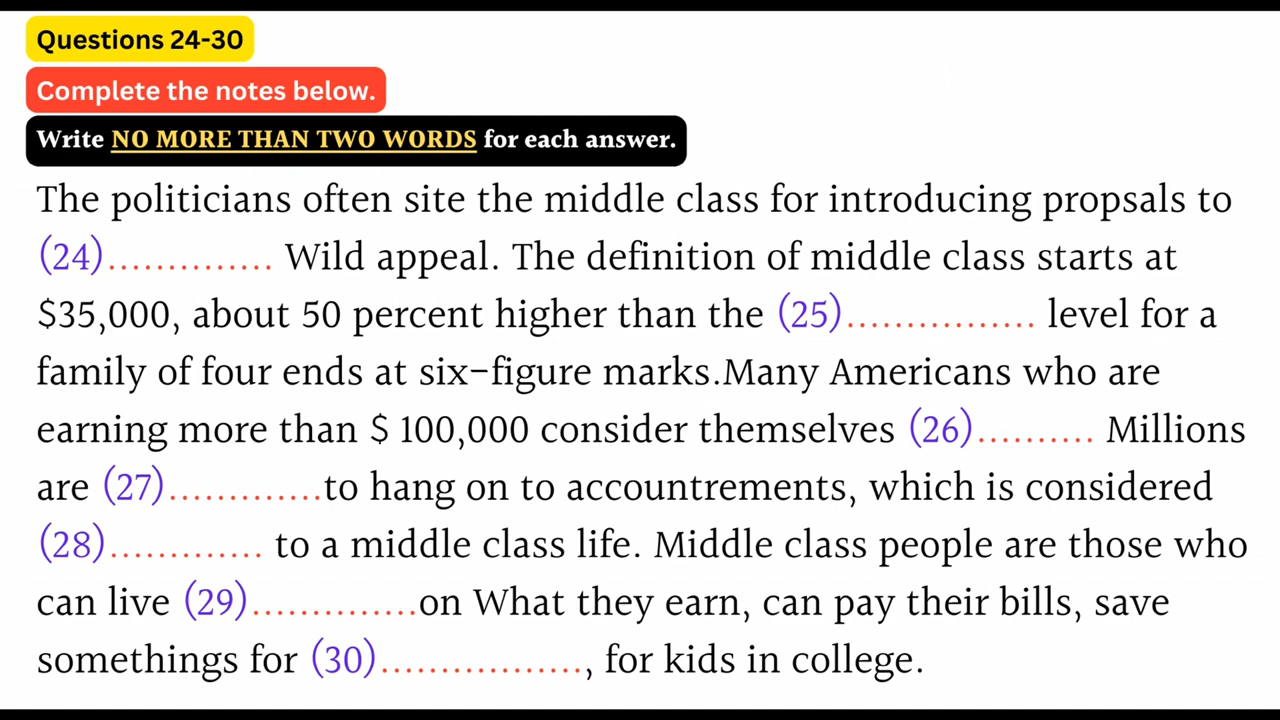 Questions 24-30
Complete the notes below.
Write NO MORE THAN TWO WORDS for each answer.
The politicians often site the middle class for introducing propsals to
(24).............. Wild appeal. The definition of middle class starts at
$35,000, about 50 percent higher than the (25)................ level for a
family of four ends at six-figure marks.Many Americans who are
earning more than $ 100,000 consider themselves (26).......... Millions
are (27).............to hang on to accountrements, which is considered
(28)............. to a middle class life. Middle class people are those who
can live (29)..............on What they earn, can pay their bills, save
somethings for (30)................., for kids in college.